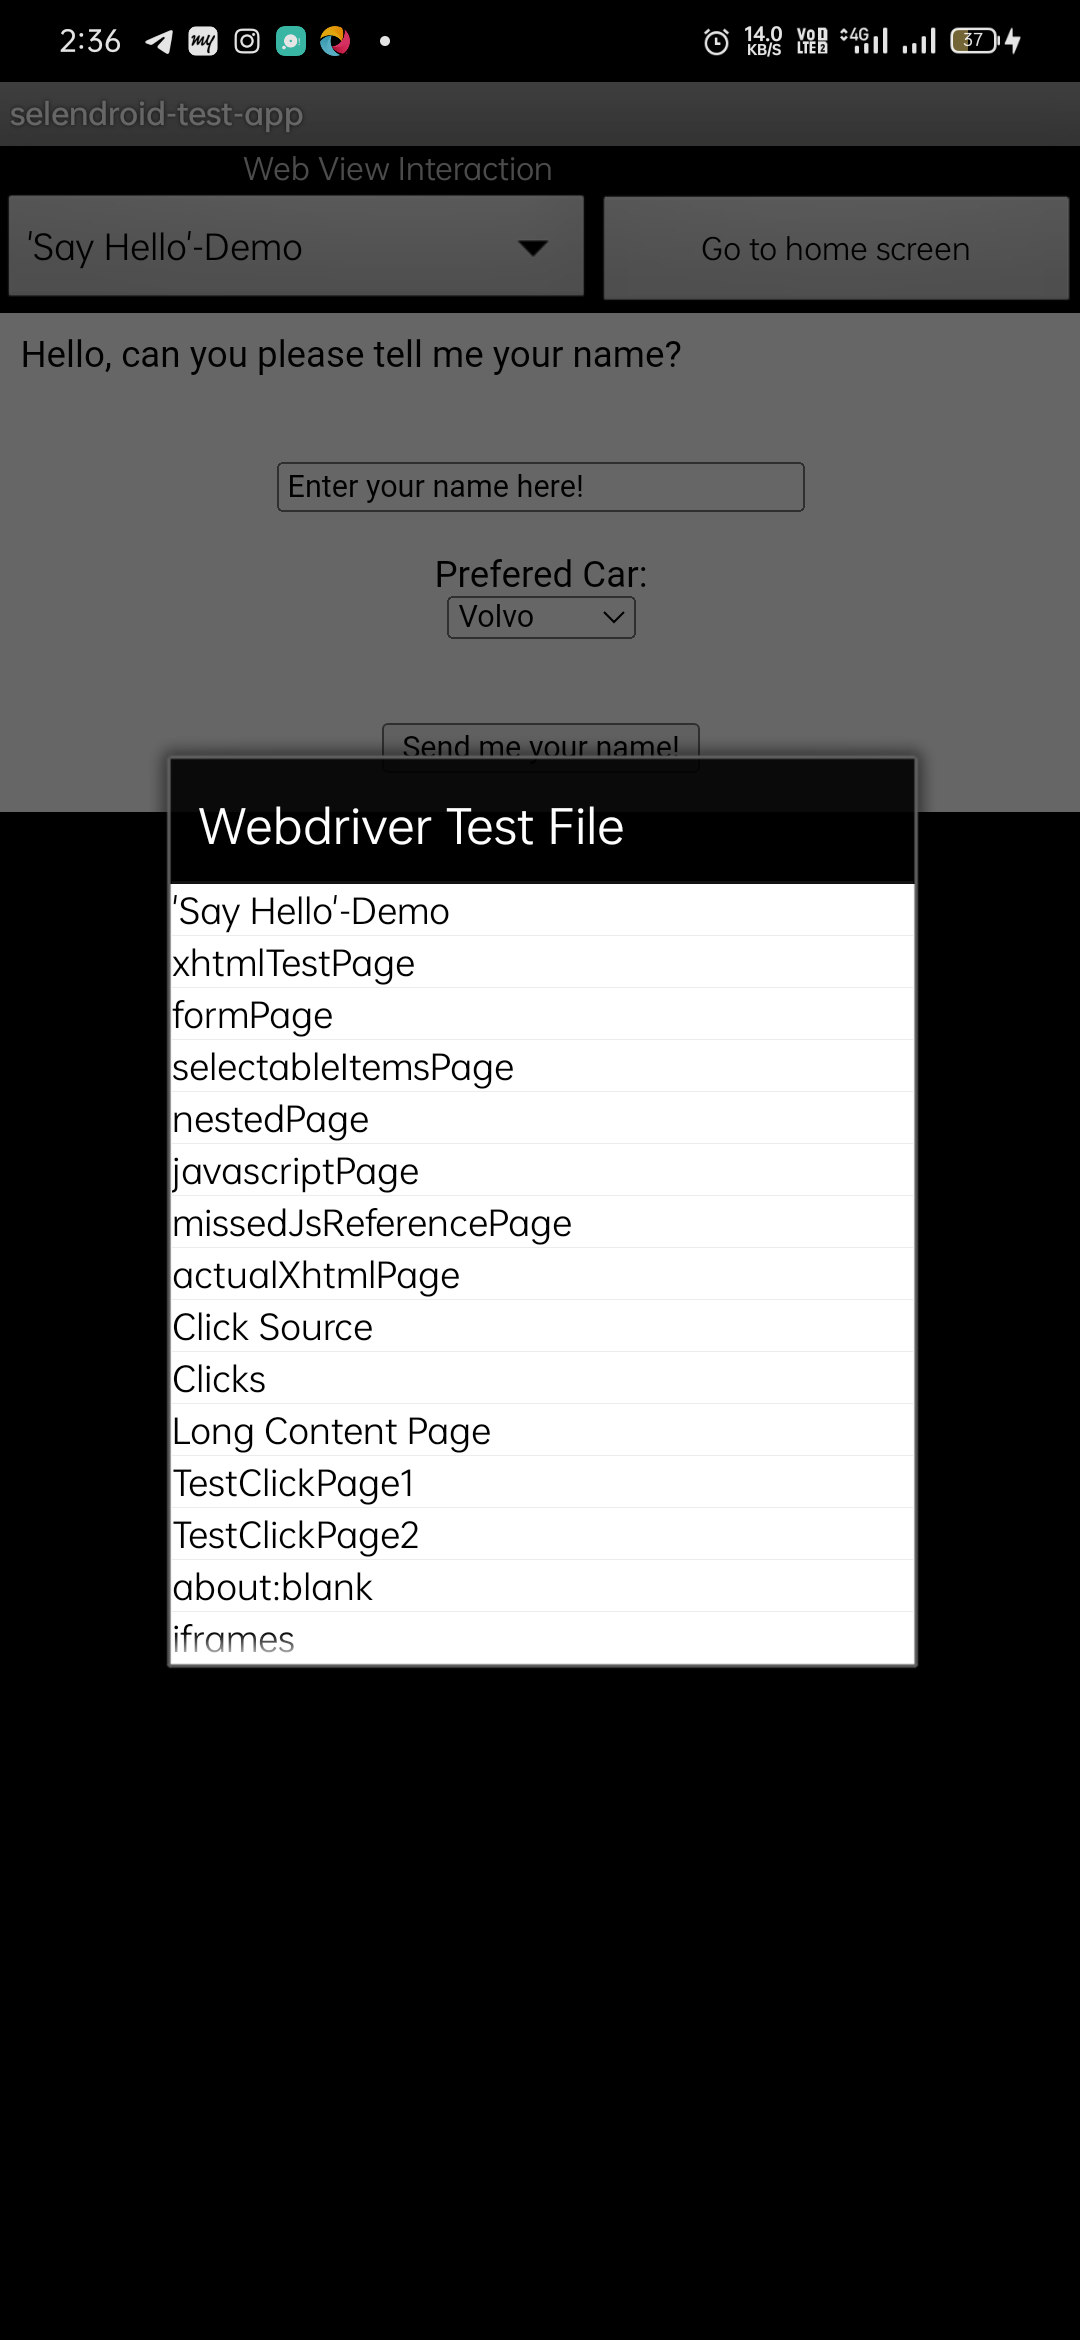 2:36 my 14.0 KB/S VoD LTE2 4G 37
selendroid-test-app
Web View Interaction
'Say Hello'-Demo
Go to home screen
Hello, can you please tell me your name?
Enter your name here!
Prefered Car:
Volvo
Send me your name!
Webdriver Test File
'Say Hello'-Demo
xhtmlTestPage
formPage
selectableItemsPage
nestedPage
javascriptPage
missedJsReferencePage
actualXhtmlPage
Click Source
Clicks
Long Content Page
TestClickPage1
TestClickPage2
about:blank
iframes